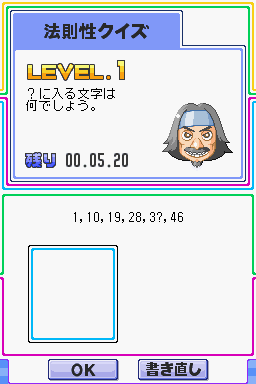 法則性クイズ
LEVEL.1
?に入る文字は
何でしょう。
残り 00.05.20
1,10,19,28,3?,46
OK 書き直し